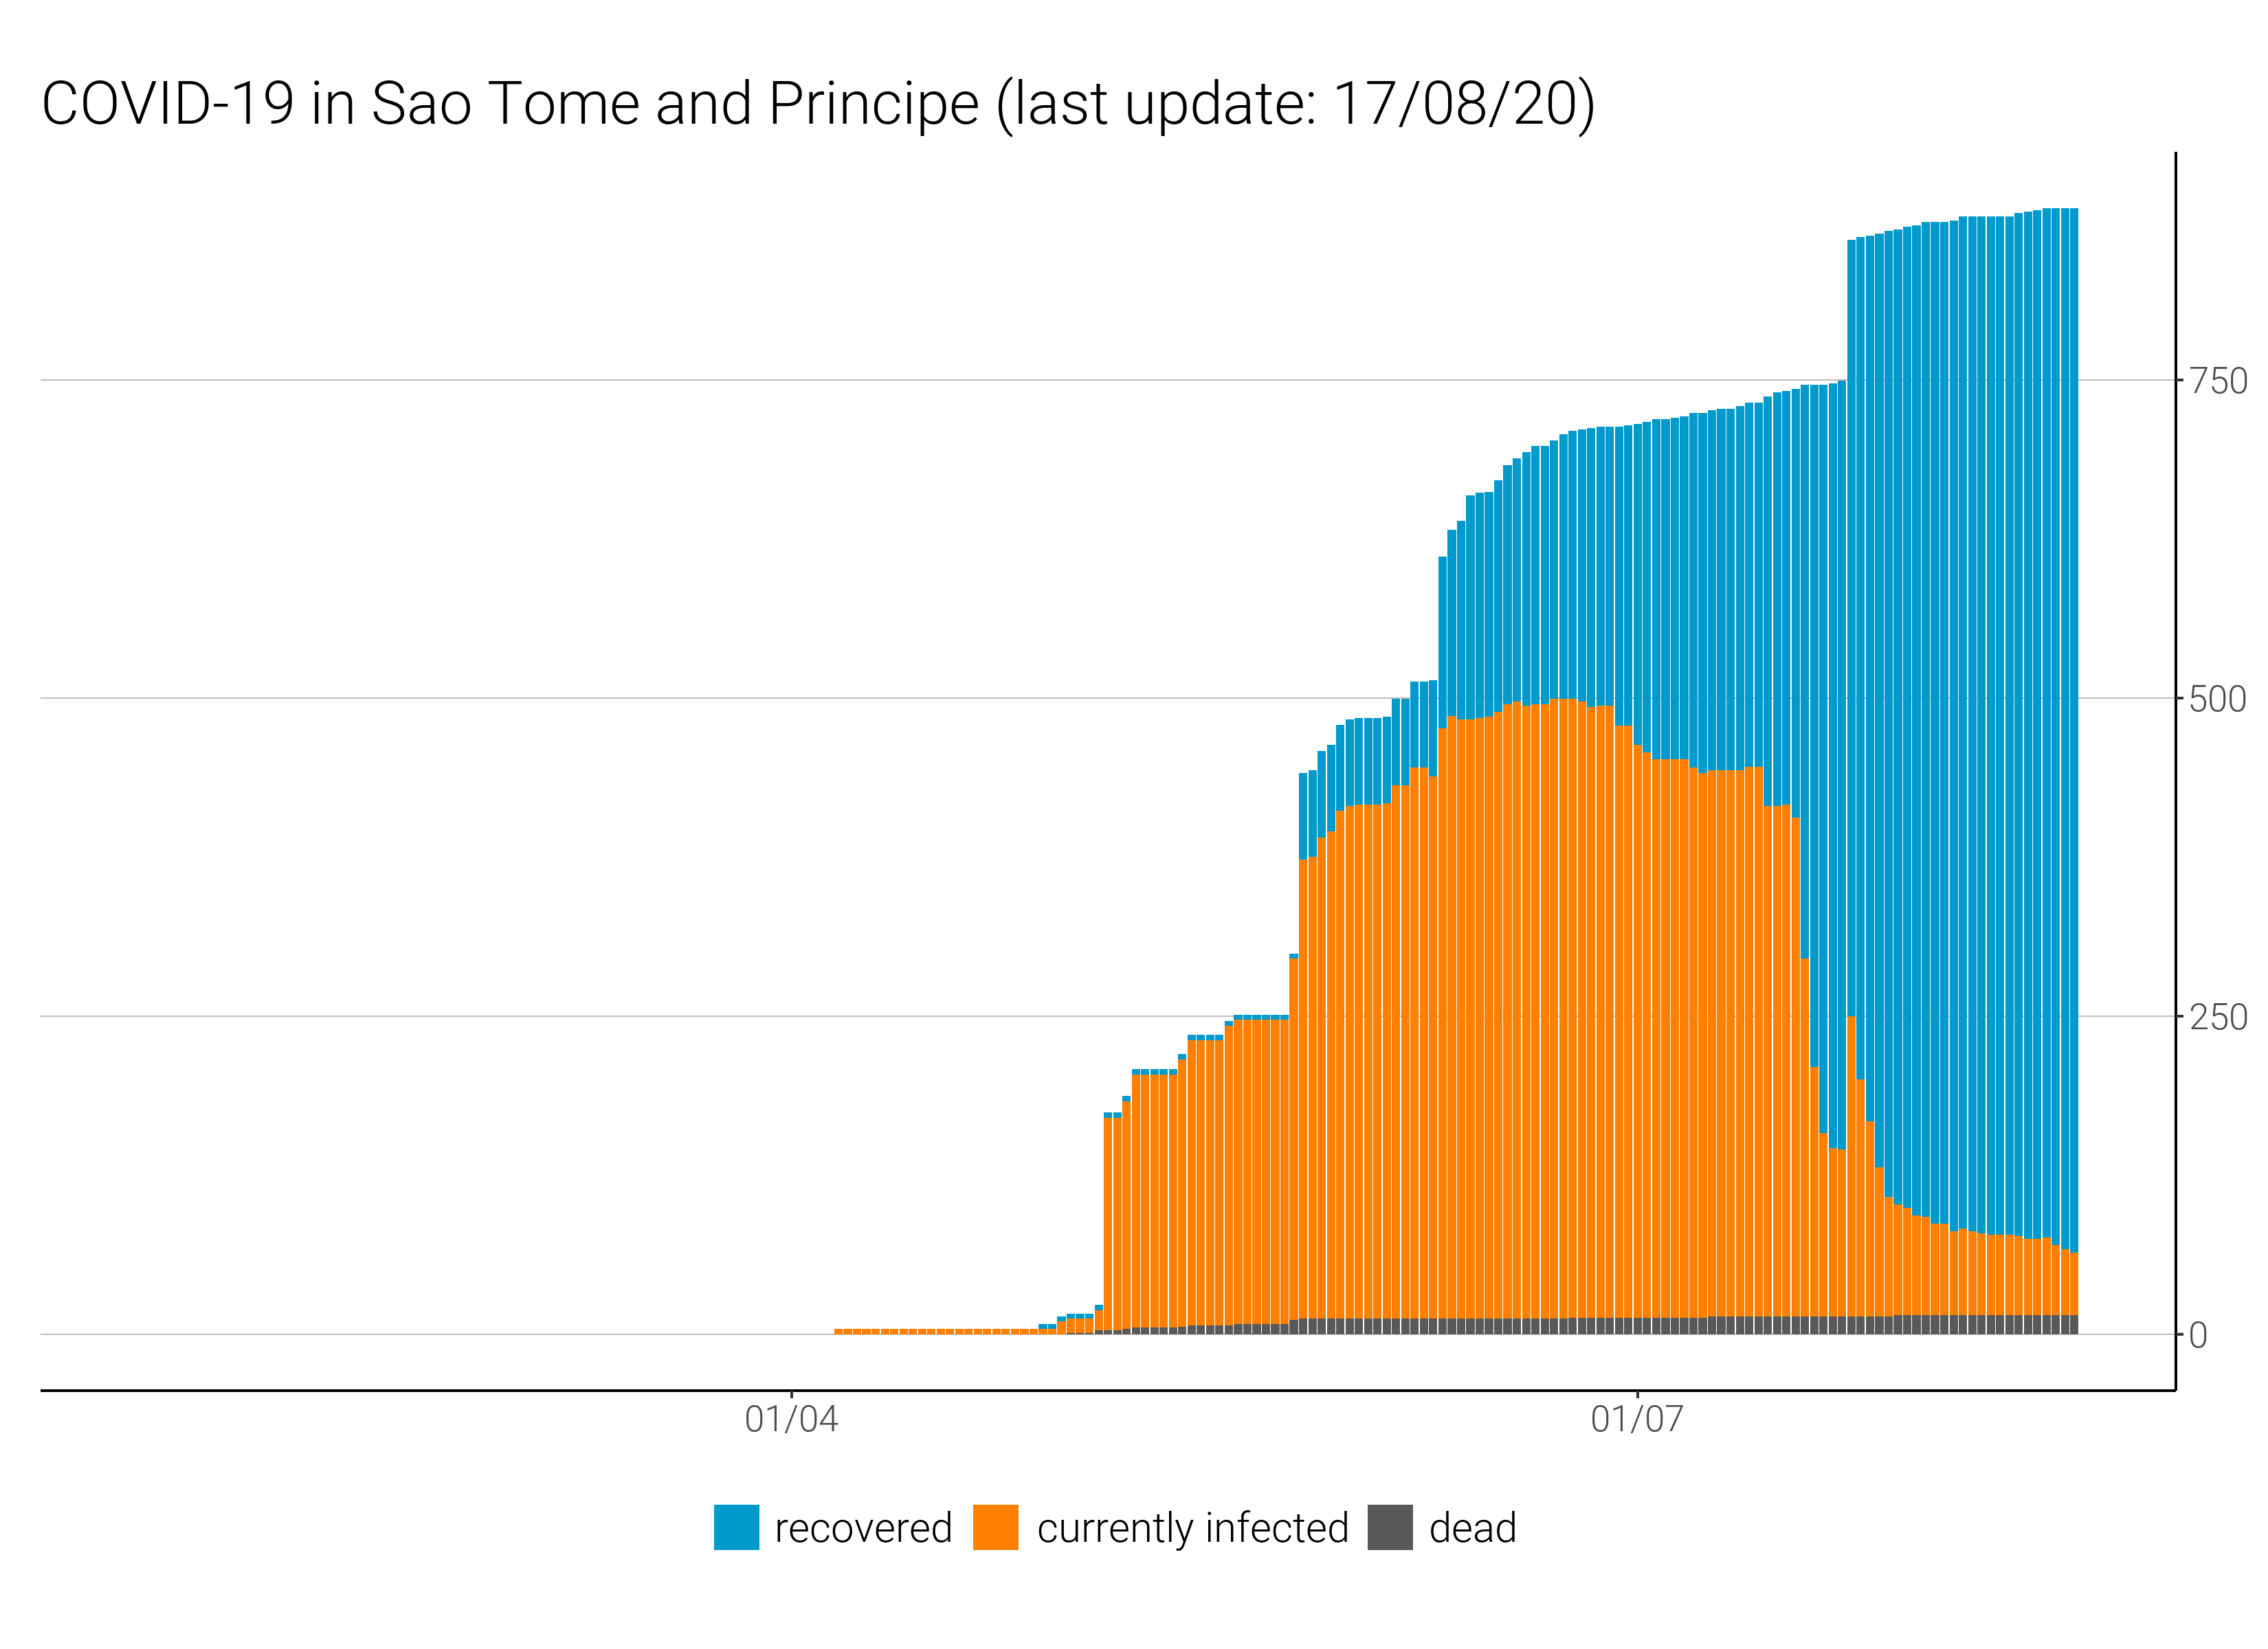 COVID-19 in Sao Tome and Principe (last update: 17/08/20)
750
500
250
0
01/04 01/07
recovered currently infected dead